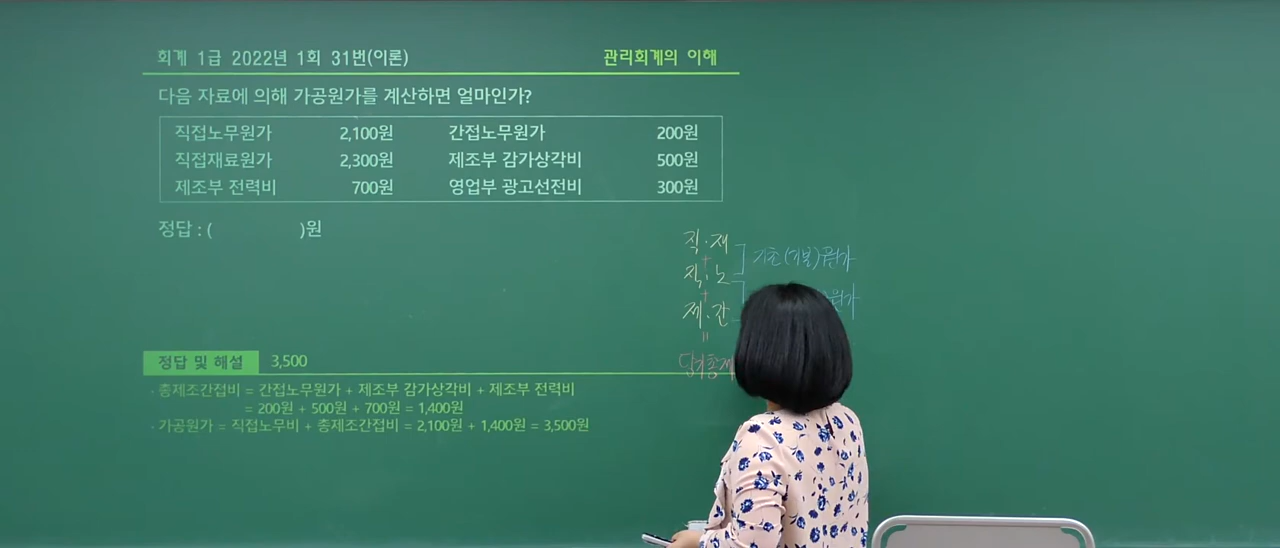 회계 1급 2022년 1회 31번(이론) 관리회계의 이해
다음 자료에 의해 가공원가를 계산하면 얼마인가?
직접노무원가 2,100원 간접노무원가 200원
직접재료원가 2,300원 제조부 감가상각비 500원
제조부 전력비 700원 영업부 광고선전비 300원
정답 : ( )원
직·재
+
직·노
+
제·간
=
기초(기본)원가
원가
정답 및 해설 3,500
· 총제조간접비 = 간접노무원가 + 제조부 감가상각비 + 제조부 전력비
= 200원 + 500원 + 700원 = 1,400원
· 가공원가 = 직접노무비 + 총제조간접비 = 2,100원 + 1,400원 = 3,500원